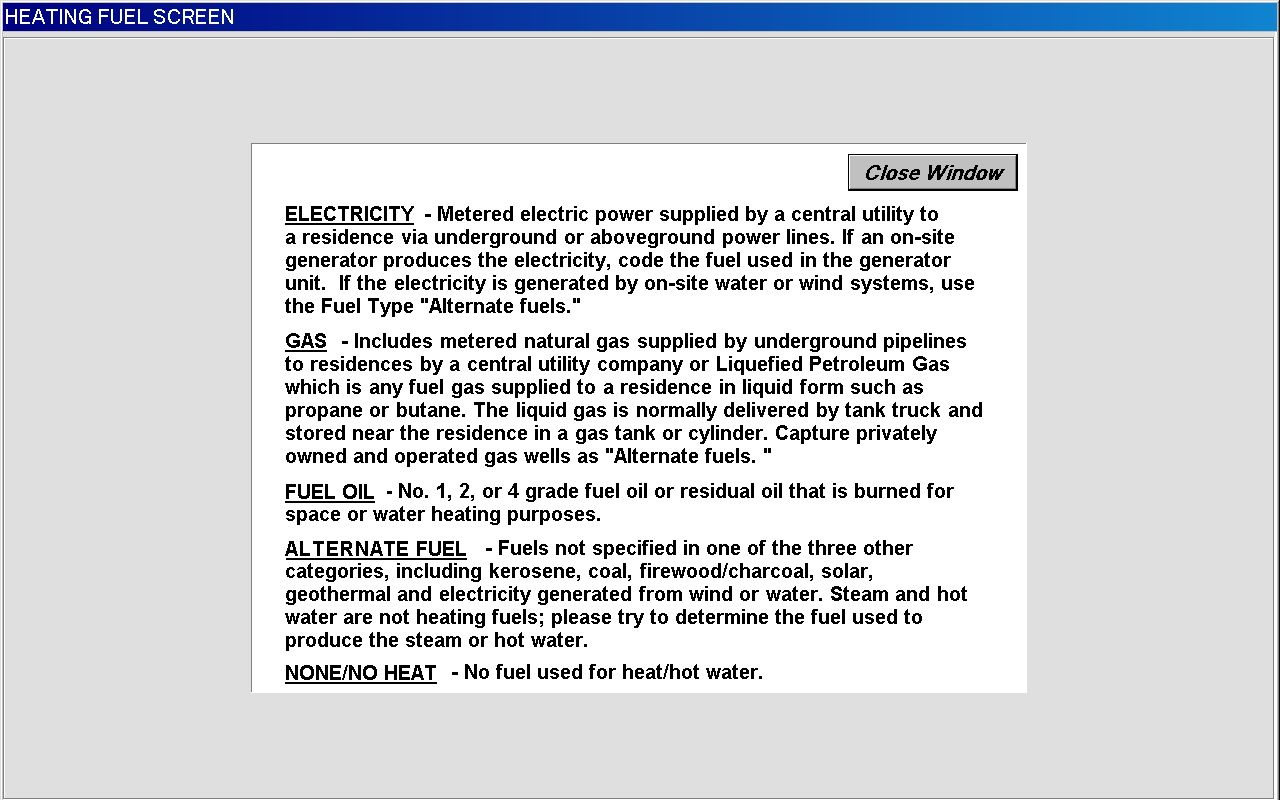 HEATING FUEL SCREEN
Close Window
ELECTRICITY - Metered electric power supplied by a central utility to
a residence via underground or aboveground power lines. If an on-site
generator produces the electricity, code the fuel used in the generator
unit. If the electricity is generated by on-site water or wind systems, use
the Fuel Type "Alternate fuels."
GAS - Includes metered natural gas supplied by underground pipelines
to residences by a central utility company or Liquefied Petroleum Gas
which is any fuel gas supplied to a residence in liquid form such as
propane or butane. The liquid gas is normally delivered by tank truck and
stored near the residence in a gas tank or cylinder. Capture privately
owned and operated gas wells as "Alternate fuels. "
FUEL OIL - No. 1, 2, or 4 grade fuel oil or residual oil that is burned for
space or water heating purposes.
ALTERNATE FUEL - Fuels not specified in one of the three other
categories, including kerosene, coal, firewood/charcoal, solar,
geothermal and electricity generated from wind or water. Steam and hot
water are not heating fuels; please try to determine the fuel used to
produce the steam or hot water.
NONE/NO HEAT - No fuel used for heat/hot water.